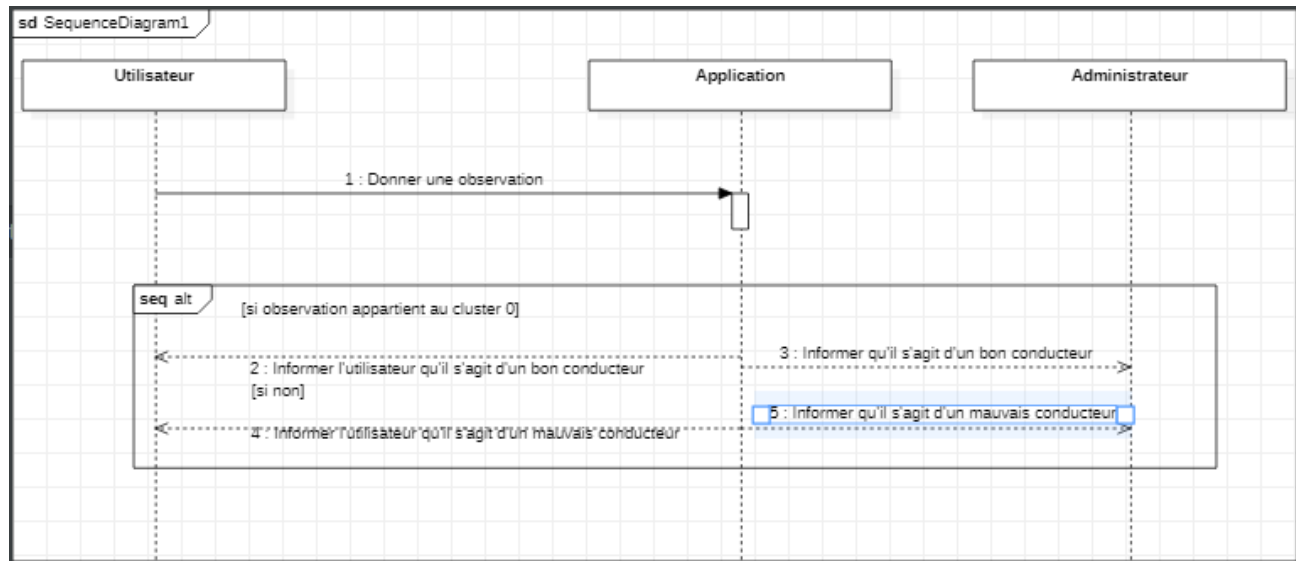 sd SequenceDiagram1
Utilisateur
Application
Administrateur
1 : Donner une observation
seq alt
[si observation appartient au cluster 0]
3 : Informer qu'il s'agit d'un bon conducteur
2 : Informer l'utilisateur qu'il s'agit d'un bon conducteur
[si non]
5 : Informer qu'il s'agit d'un mauvais conducteur
4 : Informer l'utilisateur qu'il s'agit d'un mauvais conducteur